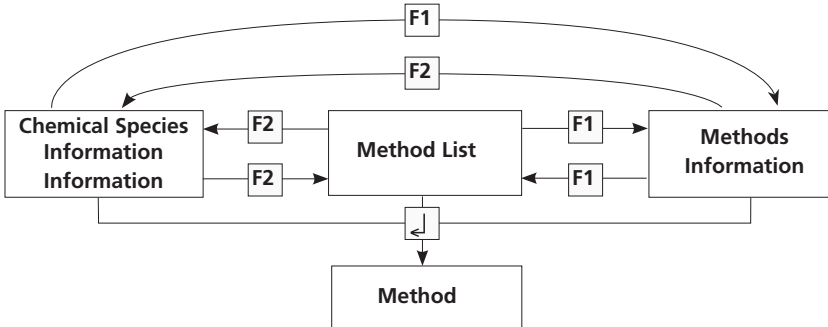 F1
F2
Chemical Species
Information
Information
F2
F2
Method List
F1
F1
Methods
Information
Method